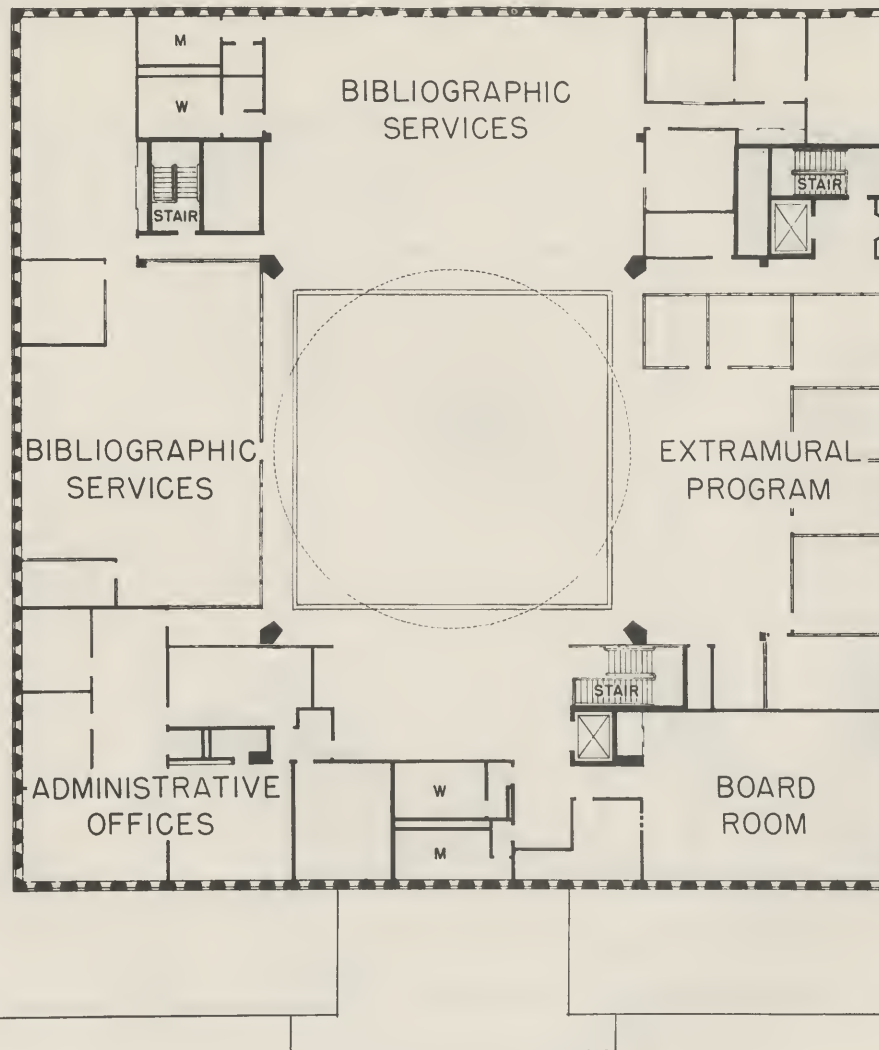 M
W
BIBLIOGRAPHIC
SERVICES
STAIR
STAIR
BIBLIOGRAPHIC
SERVICES
EXTRAMURAL
PROGRAM
STAIR
ADMINISTRATIVE
OFFICES
W
M
BOARD
ROOM